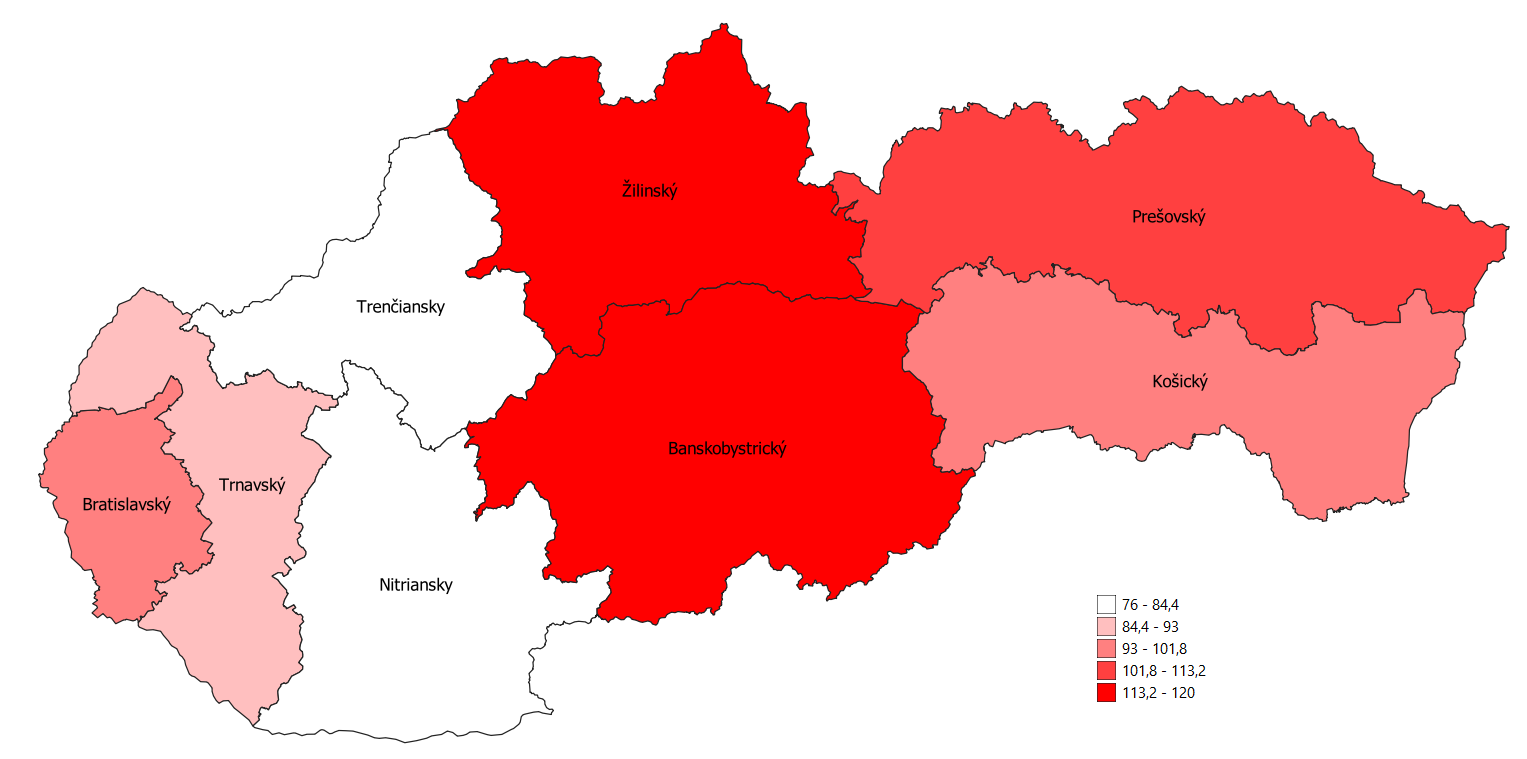 Žilinský
Prešovský
Trenčiansky
Košický
Banskobystrický
Trnavský
Bratislavský
Nitriansky
76 - 84,4
84,4 - 93
93 - 101,8
101,8 - 113,2
113,2 - 120